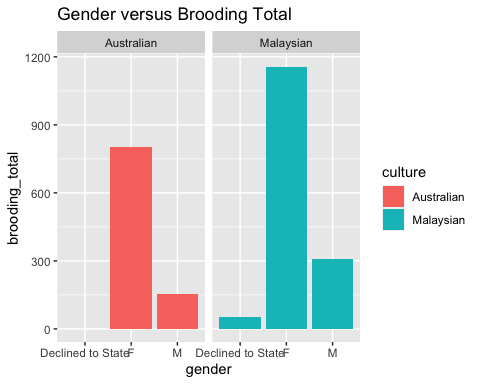 Gender versus Brooding Total
Australian Malaysian
1200
900
600
300
0
brooding_total
Declined to State F M Declined to State F M
gender
culture
Australian
Malaysian